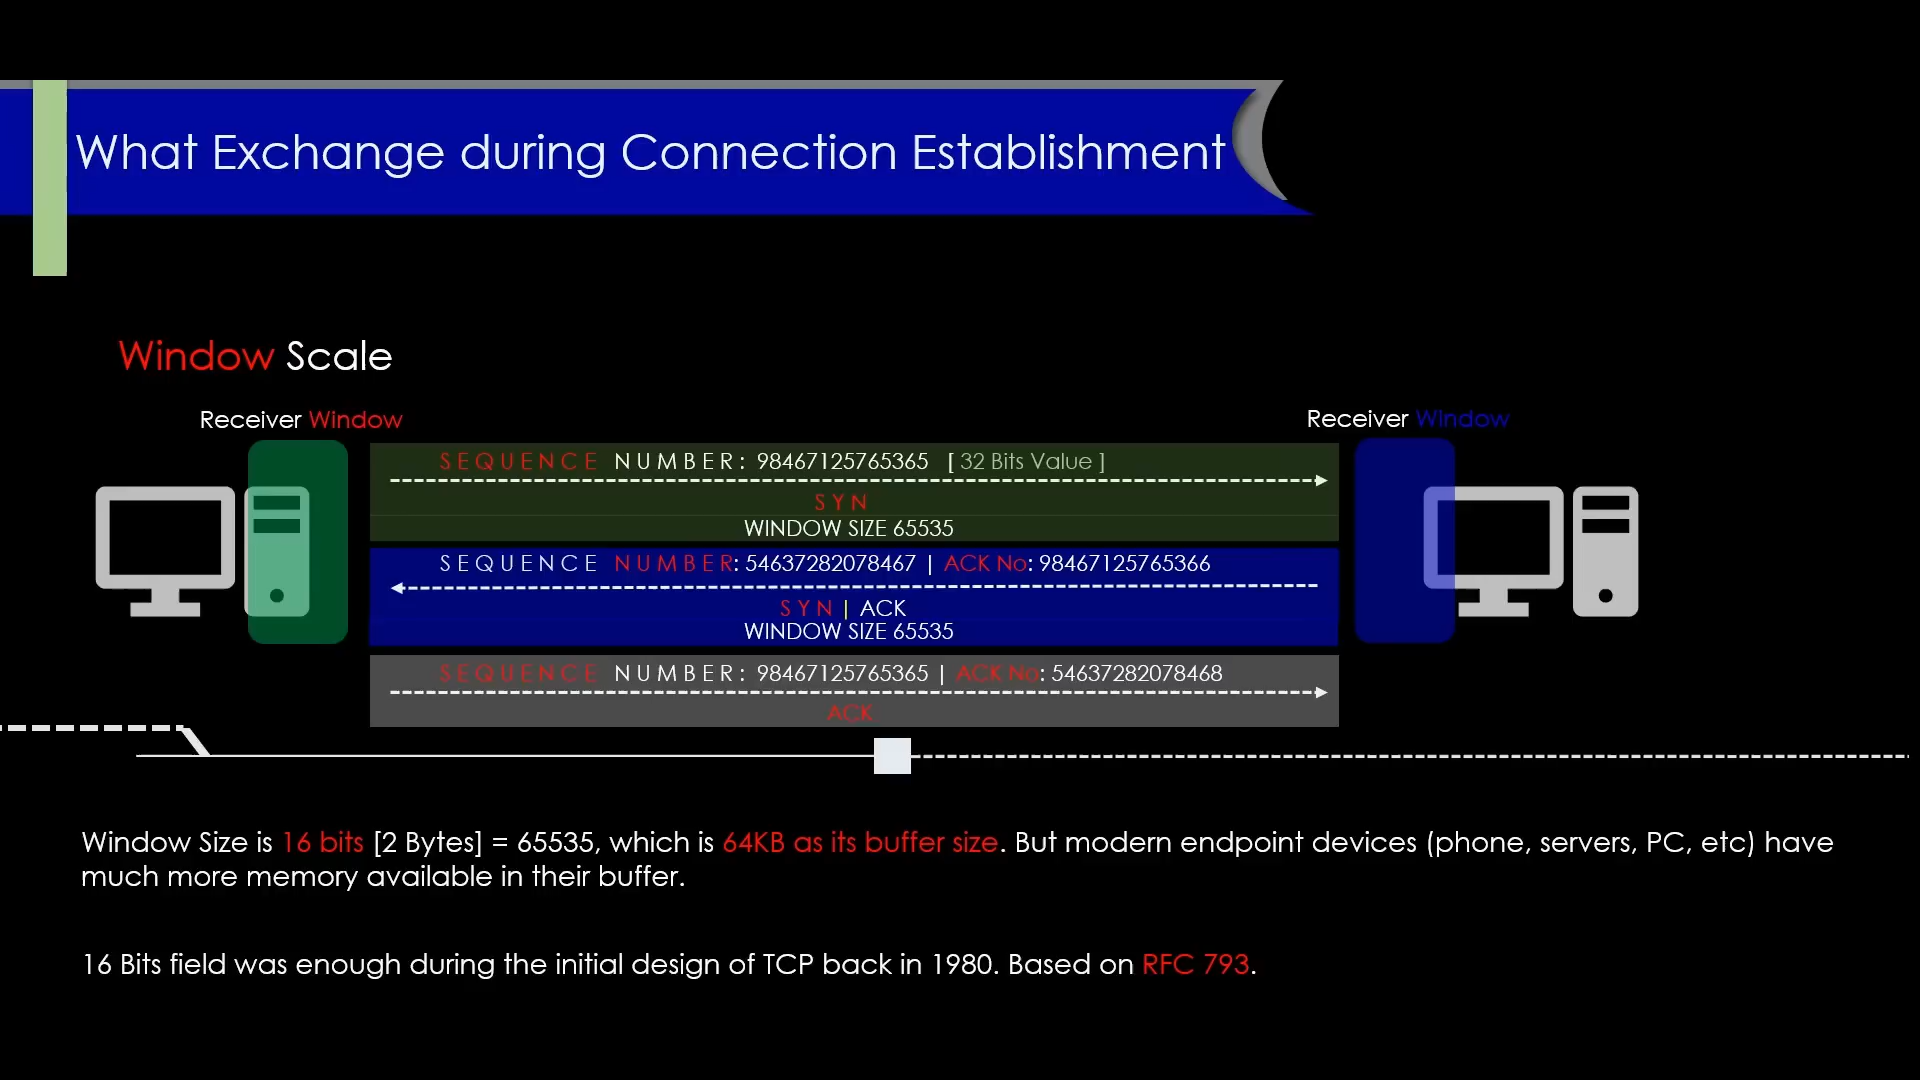 What Exchange during Connection Establishment
Window Scale
Receiver Window
Receiver Window
SEQUENCE NUMBER: 98467125765365 [ 32 Bits Value ]
SYN
WINDOW SIZE 65535
SEQUENCE NUMBER: 54637282078467 | ACK No: 98467125765366
SYN | ACK
WINDOW SIZE 65535
SEQUENCE NUMBER: 98467125765365 | ACK No: 54637282078468
ACK
Window Size is 16 bits [2 Bytes] = 65535, which is 64KB as its buffer size. But modern endpoint devices (phone, servers, PC, etc) have
much more memory available in their buffer.
16 Bits field was enough during the initial design of TCP back in 1980. Based on RFC 793.